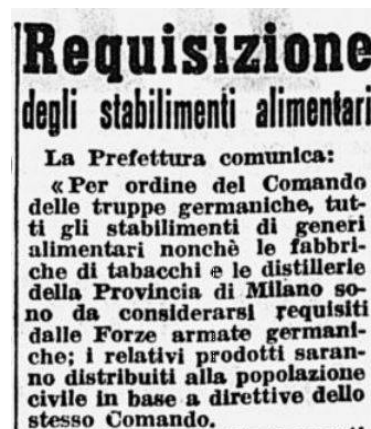 Requisizione
degli stabilimenti alimentari
La Prefettura comunica:
« Per ordine del Comando
delle truppe germaniche, tut-
ti gli stabilimenti di generi
alimentari nonchè le fabbri-
che di tabacchi e le distillerie
della Provincia di Milano so-
no da considerarsi requisiti
dalle Forze armate germani-
che; i relativi prodotti saran-
no distribuiti alla popolazione
civile in base a direttive dello
stesso Comando.